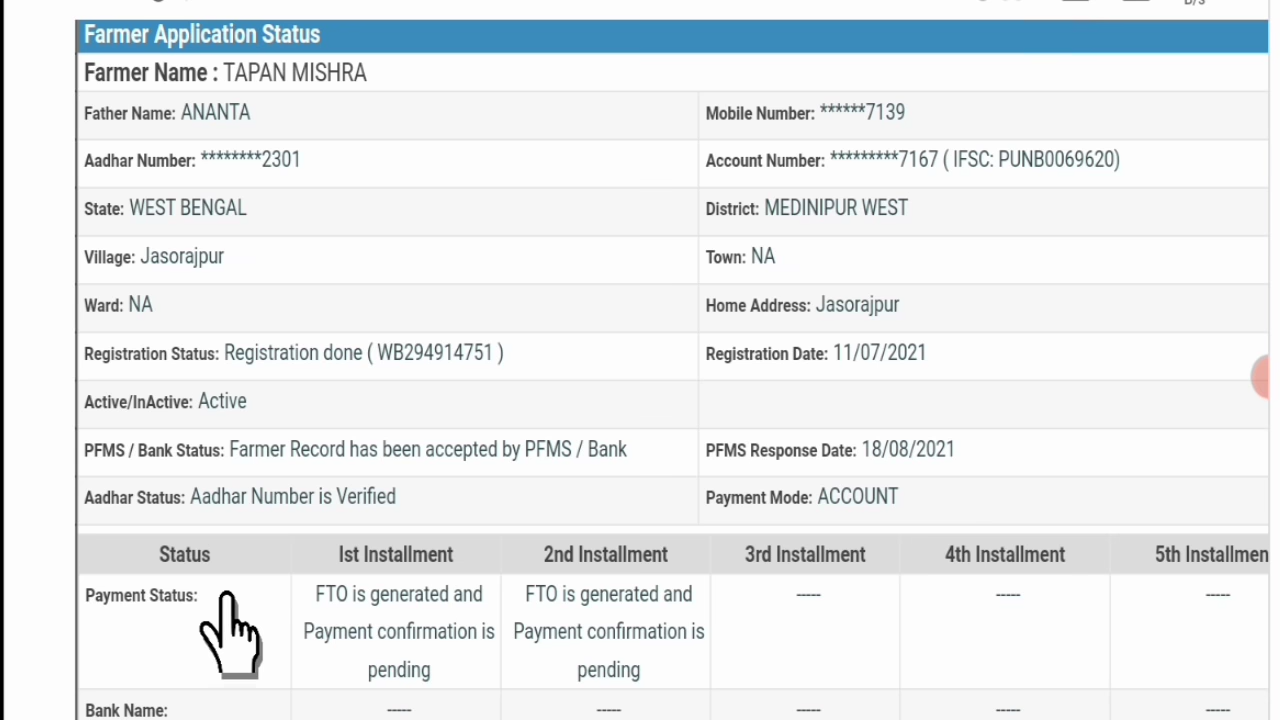 B/s
Farmer Application Status
Farmer Name : TAPAN MISHRA
Father Name: ANANTA
Mobile Number: ******7139
Aadhar Number: ********2301
Account Number: *********7167 ( IFSC: PUNB0069620)
State: WEST BENGAL
District: MEDINIPUR WEST
Village: Jasorajpur
Town: NA
Ward: NA
Home Address: Jasorajpur
Registration Status: Registration done ( WB294914751 )
Registration Date: 11/07/2021
Active/InActive: Active
PFMS / Bank Status: Farmer Record has been accepted by PFMS / Bank
PFMS Response Date: 18/08/2021
Aadhar Status: Aadhar Number is Verified
Payment Mode: ACCOUNT
Status Ist Installment 2nd Installment 3rd Installment 4th Installment 5th Installmen
Payment Status: FTO is generated and FTO is generated and ----- ----- -----
Payment confirmation is Payment confirmation is
pending pending
Bank Name: ----- ----- ----- ----- -----